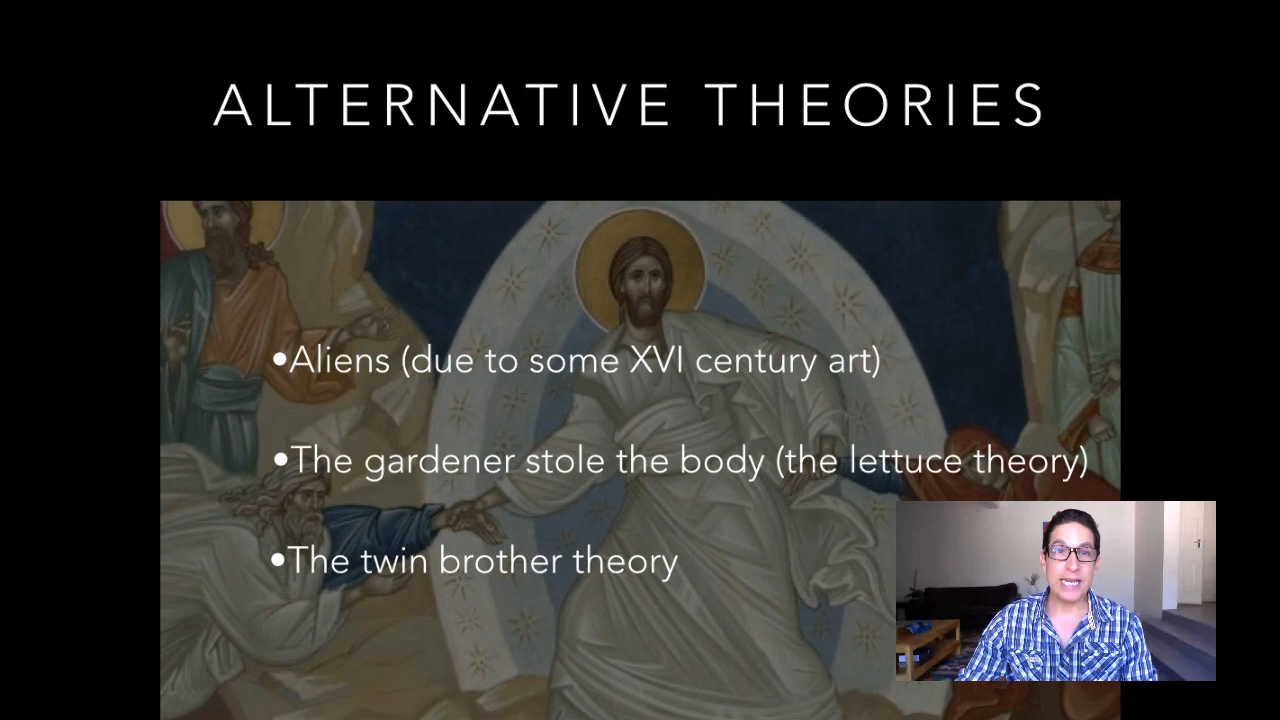 ALTERNATIVE THEORIES
•Aliens (due to some XVI century art)
•The gardener stole the body (the lettuce theory)
•The twin brother theory